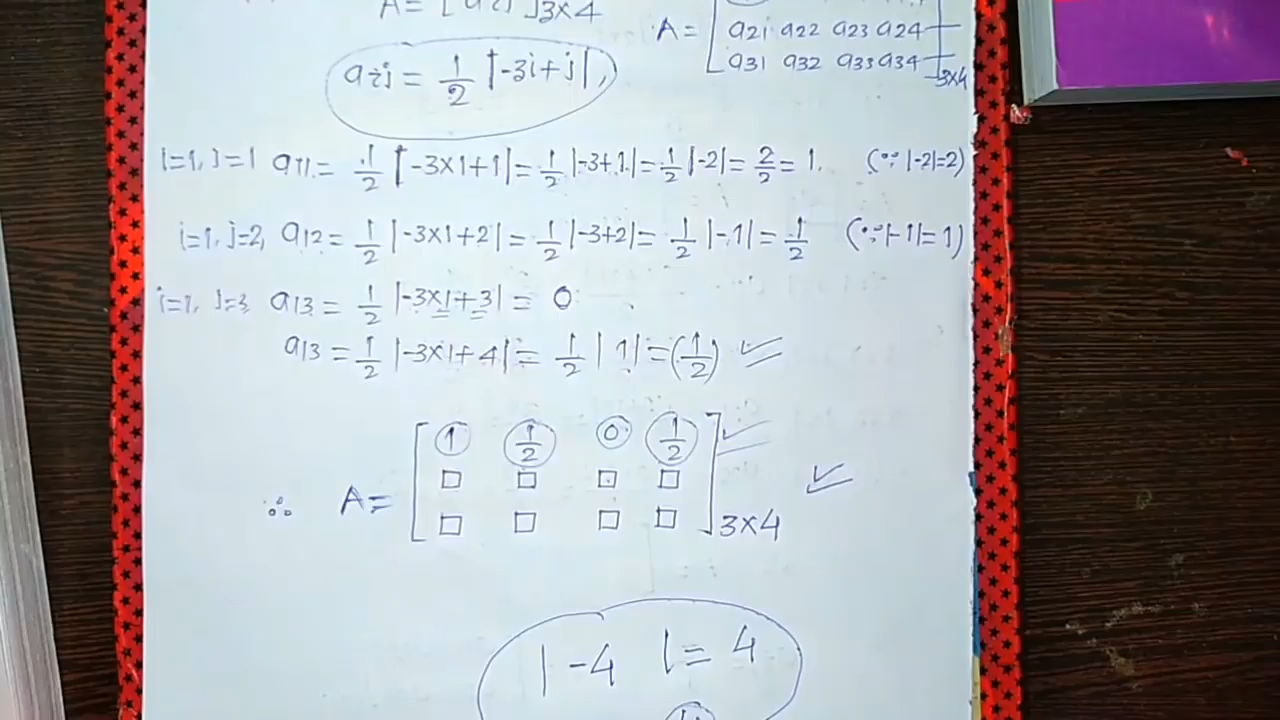 A = [aij]3×4
A = [
a21 a22 a23 a24
a31 a32 a33 a34 ]3×4
aij = 1/2 |-3i+j|,
i=1, j=1 a11 = 1/2 |-3×1+1| = 1/2 |-3+1| = 1/2 |-2| = 2/2 = 1. (∵ |-2|=2)
i=1, j=2, a12 = 1/2 |-3×1+2| = 1/2 |-3+2| = 1/2 |-1| = 1/2 (∵ |-1|=1)
i=1, j=3, a13 = 1/2 |-3×1+3| = 0
a13 = 1/2 |-3×1+4| = 1/2 |1| = (1/2)
1 1/2 0 1/2
∴ A = [ □ □ □ □
□ □ □ □ ]3×4
|-4| = 4